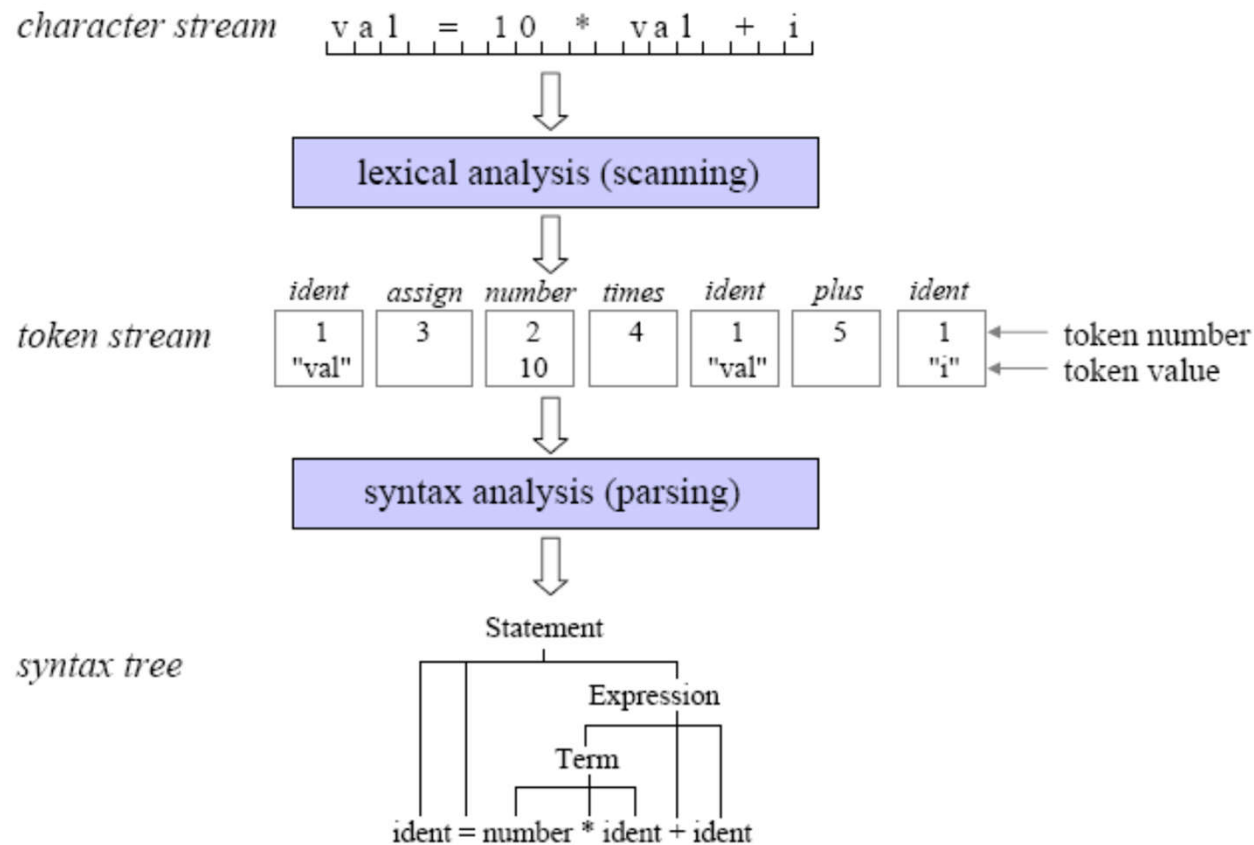 character stream v a l = 1 0 * v a l + i
lexical analysis (scanning)
ident assign number times ident plus ident
token stream 1 3 2 4 1 5 1 token number
"val" 10 "val" "i" token value
syntax analysis (parsing)
Statement
syntax tree
Expression
Term
ident = number * ident + ident